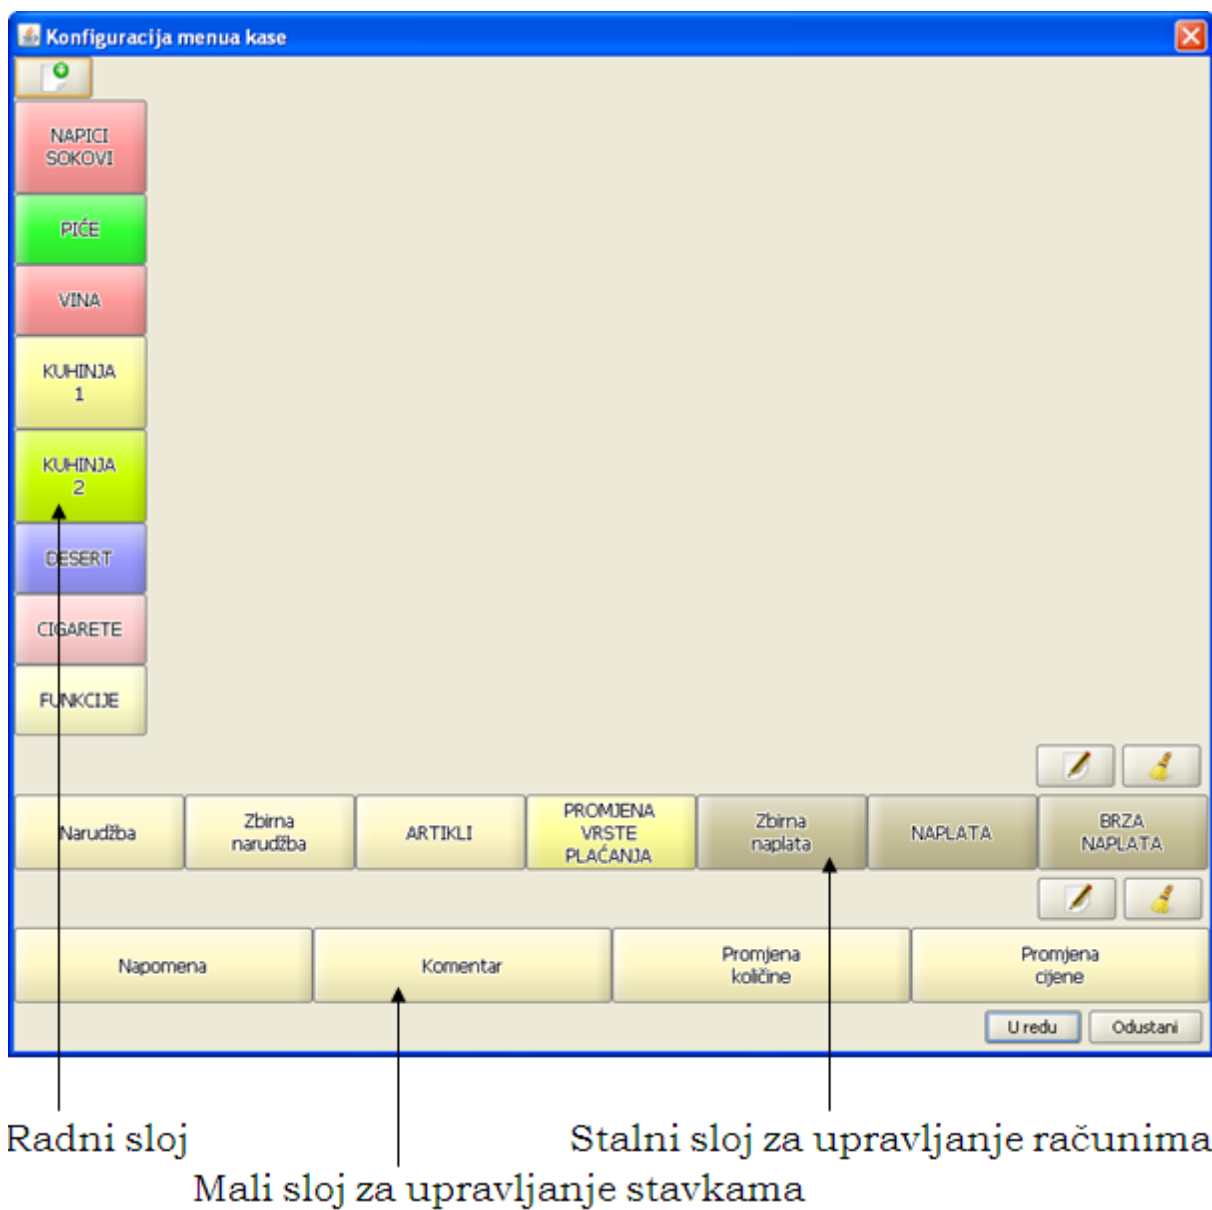 Konfiguracija menua kase
NAPICI
SOKOVI
PIĆE
VINA
KUHINJA
1
KUHINJA
2
DESERT
CIGARETE
FUNKCIJE
Narudžba
Zbirna
narudžba
ARTIKLI
PROMJENA
VRSTE
PLAĆANJA
Zbirna
naplata
NAPLATA
BRZA
NAPLATA
Napomena
Komentar
Promjena
količine
Promjena
cijene
U redu
Odustani
Radni sloj
Stalni sloj za upravljanje računima
Mali sloj za upravljanje stavkama